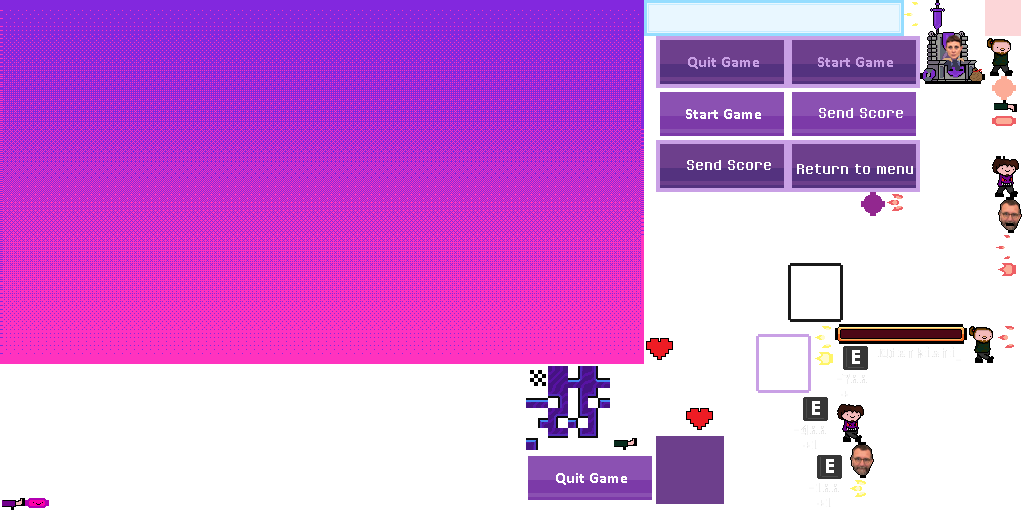 Quit Game
Start Game
Start Game
Send Score
Send Score
Return to menu
E
E
E
Quit Game